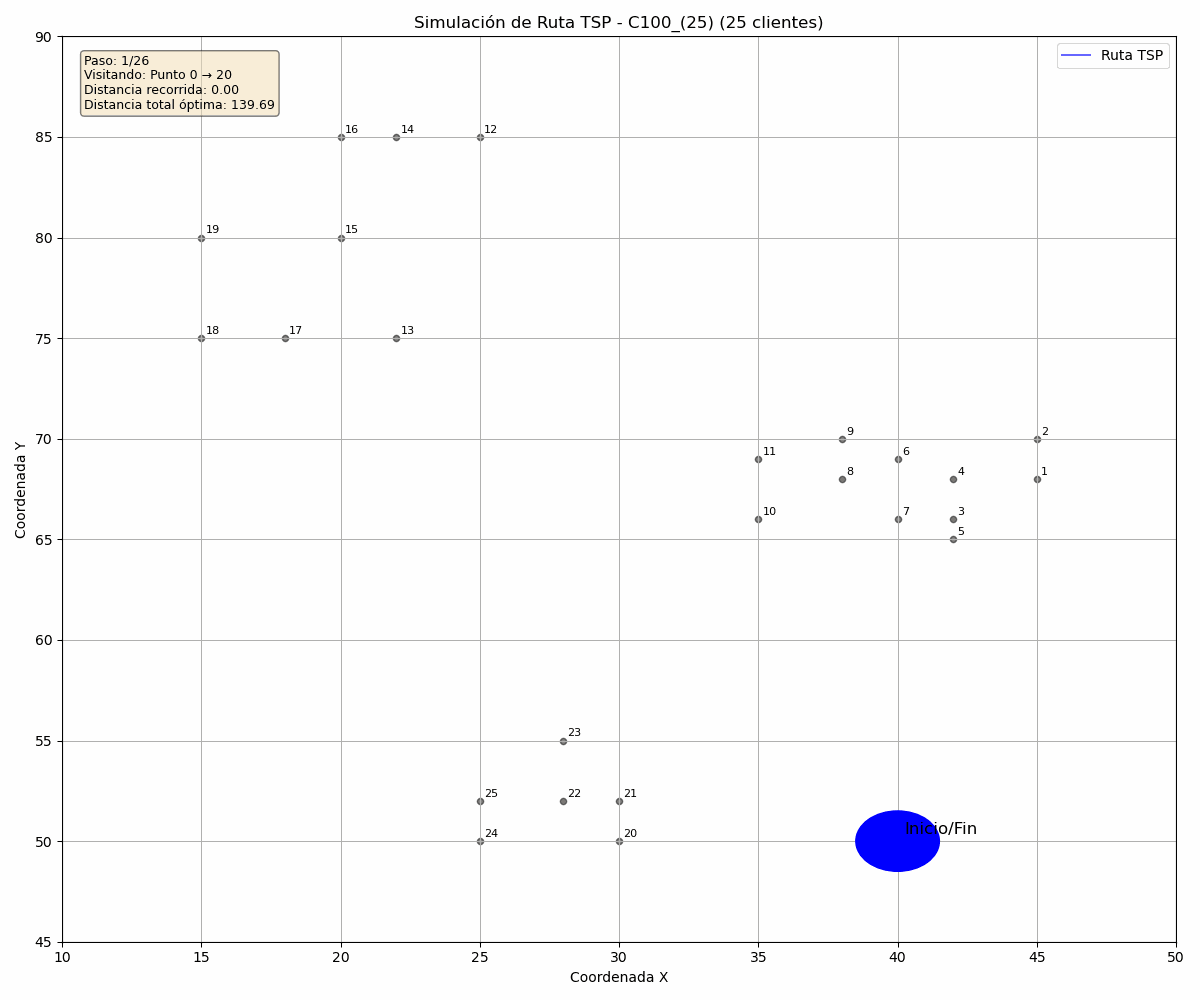 Simulación de Ruta TSP - C100_(25) (25 clientes)
Paso: 1/26
Visitando: Punto 0 → 20
Distancia recorrida: 0.00
Distancia total óptima: 139.69
Ruta TSP
90
85
80
75
70
65
60
55
50
45
Coordenada Y
16 14 12
19 15
18 17 13
9 2
11 6
8 4 1
10 7 3
5
23
25 22 21
24 20
Inicio/Fin
10 15 20 25 30 35 40 45 50
Coordenada X